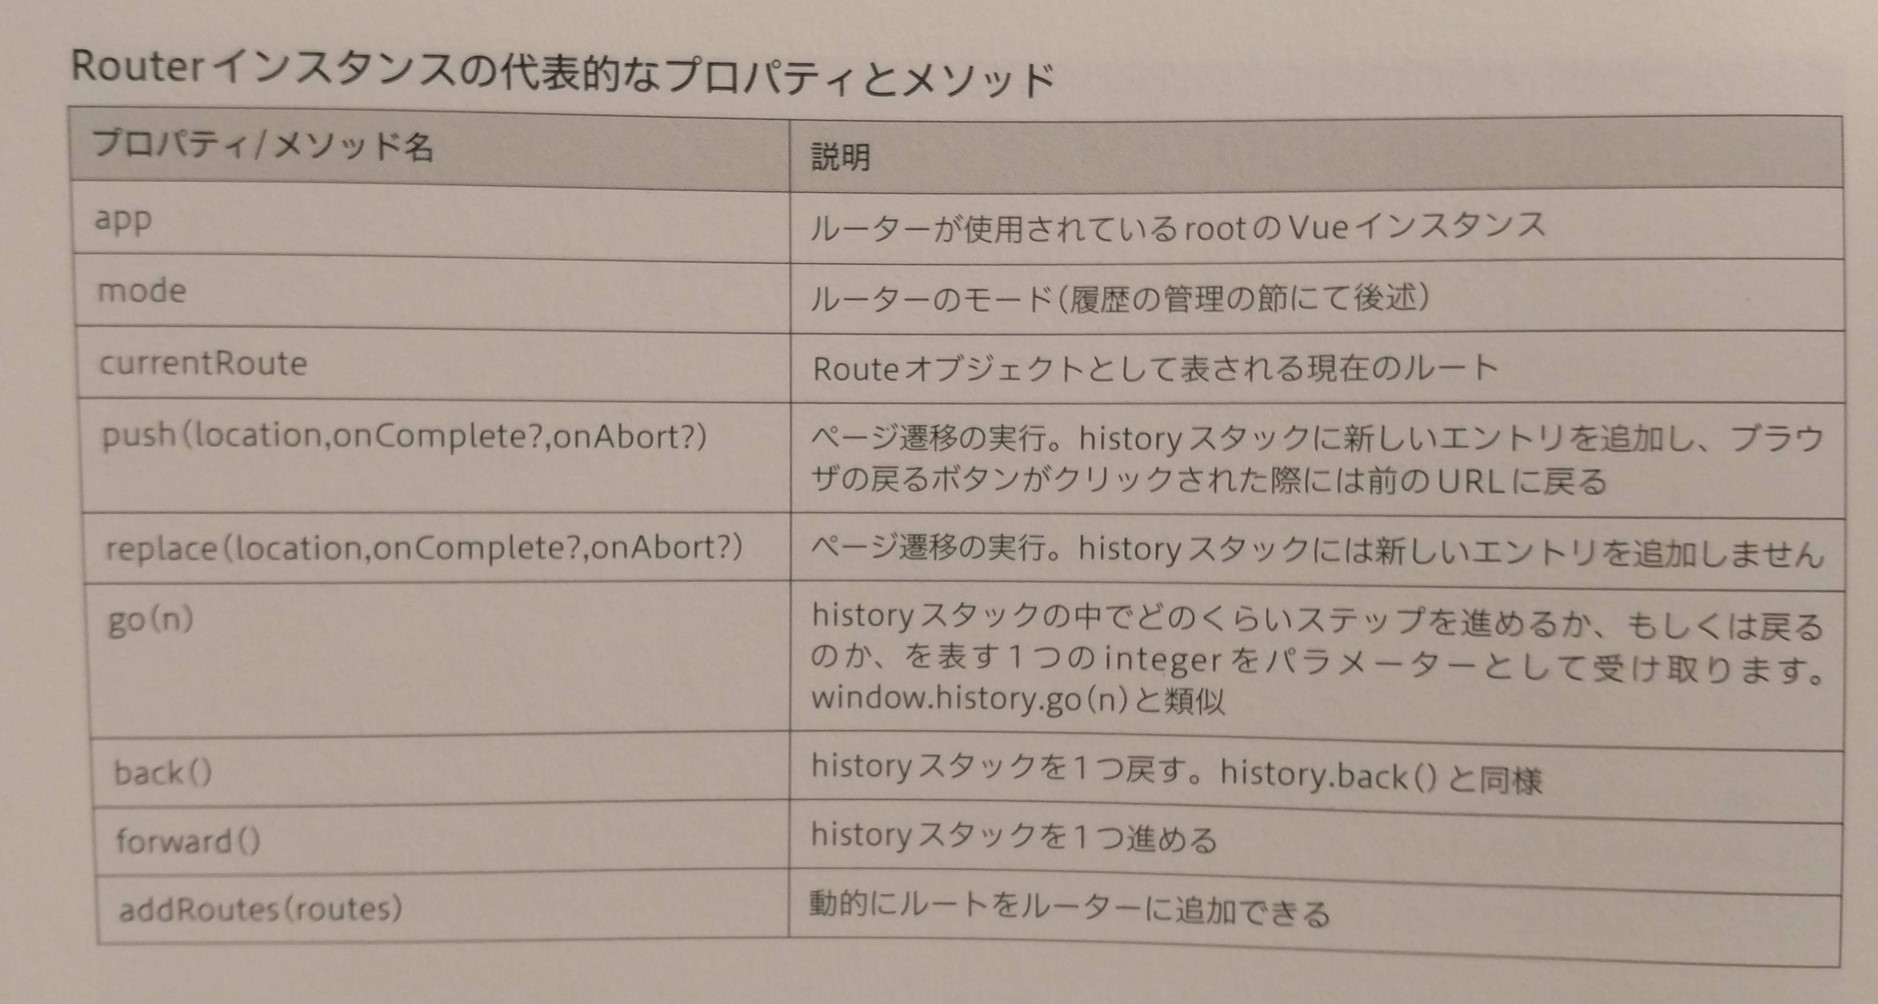 Routerインスタンスの代表的なプロパティとメソッド
プロパティ/メソッド名
説明
app
ルーターが使用されているrootのVueインスタンス
mode
ルーターのモード(履歴の管理の節にて後述)
currentRoute
Routeオブジェクトとして表される現在のルート
push(location,onComplete?,onAbort?)
ページ遷移の実行。historyスタックに新しいエントリを追加し、ブラウ
ザの戻るボタンがクリックされた際には前のURLに戻る
replace(location,onComplete?,onAbort?)
ページ遷移の実行。historyスタックには新しいエントリを追加しません
go(n)
historyスタックの中でどのくらいステップを進めるか、もしくは戻る
のか、を表す1つのintegerをパラメーターとして受け取ります。
window.history.go(n)と類似
back()
historyスタックを1つ戻す。history.back()と同様
forward()
historyスタックを1つ進める
addRoutes(routes)
動的にルートをルーターに追加できる